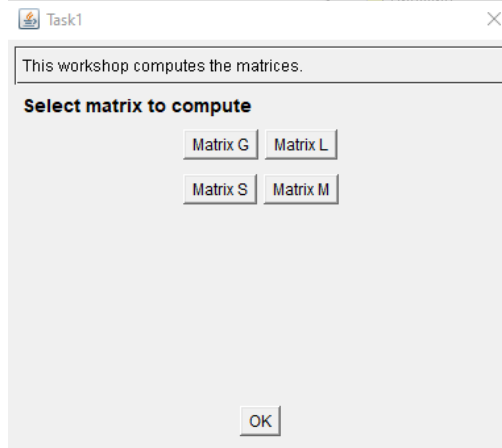 Task1
This workshop computes the matrices.
Select matrix to compute
Matrix G Matrix L
Matrix S Matrix M
OK